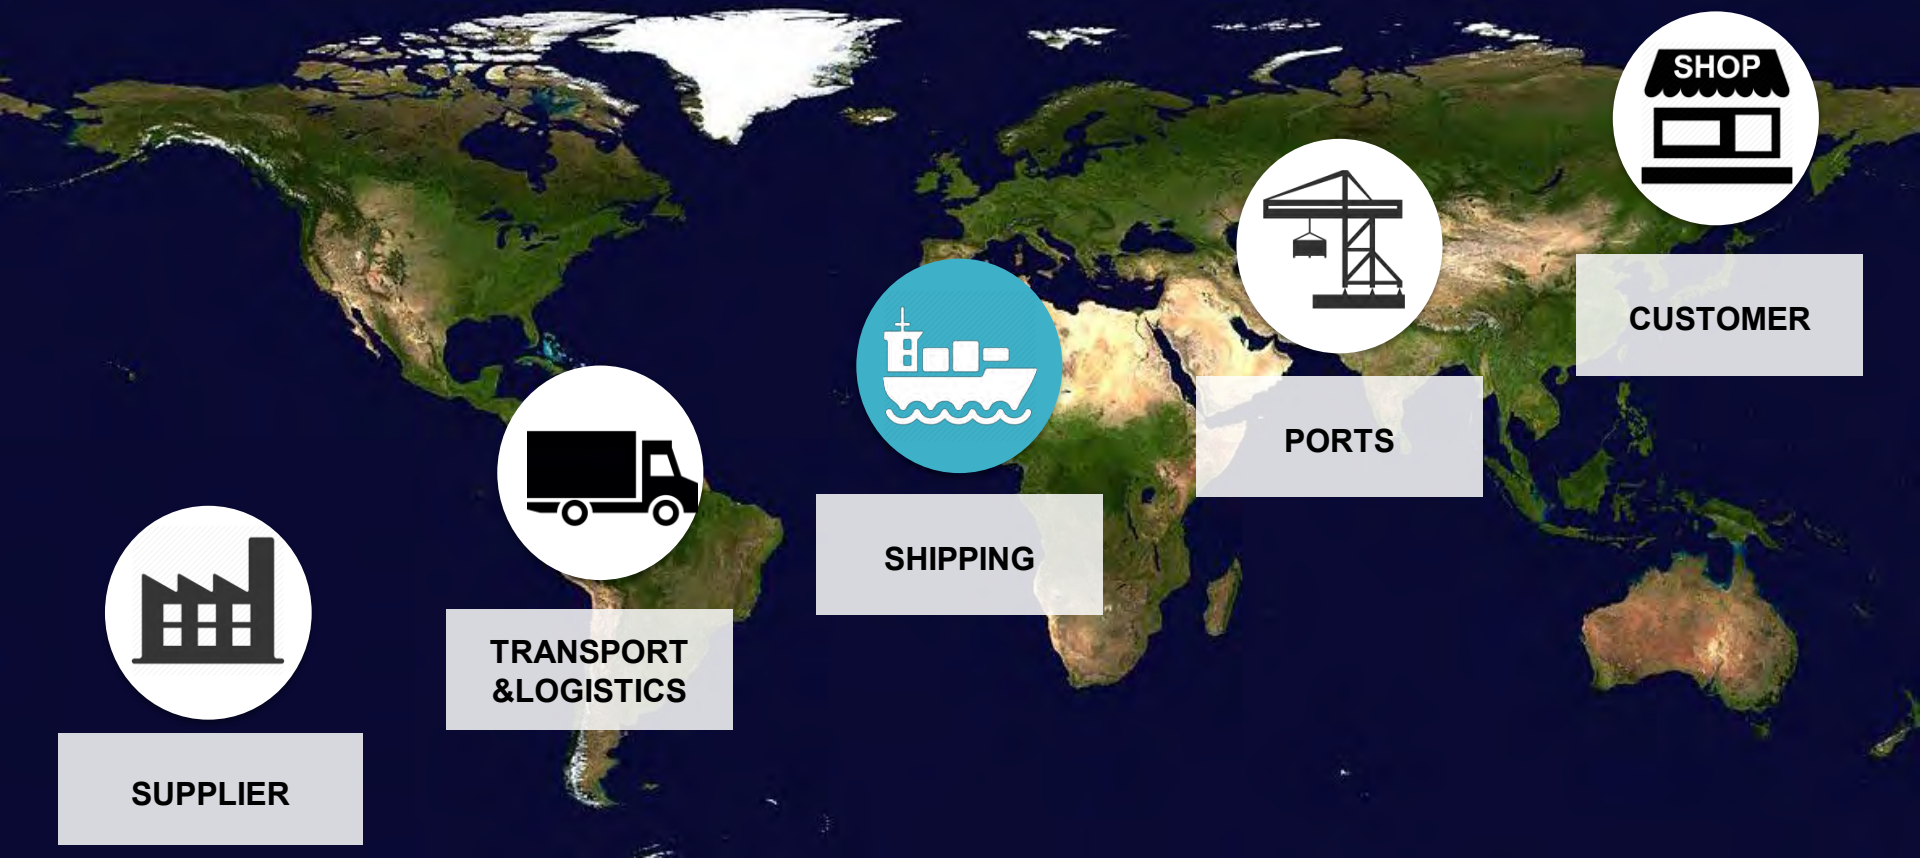 SHOP
CUSTOMER
PORTS
SHIPPING
TRANSPORT
&LOGISTICS
SUPPLIER